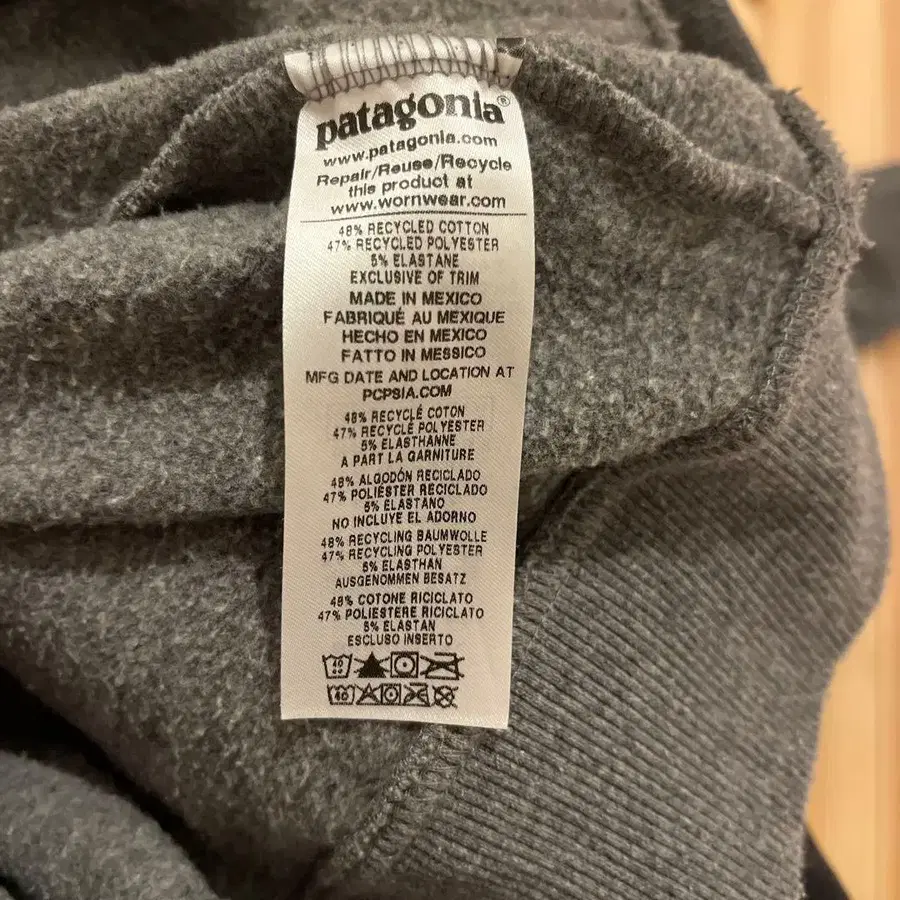 patagonia®
www.patagonia.com
Repair/Reuse/Recycle
this product at
www.wornwear.com
48% RECYCLED COTTON
47% RECYCLED POLYESTER
5% ELASTANE
EXCLUSIVE OF TRIM
MADE IN MEXICO
FABRIQUÉ AU MEXIQUE
HECHO EN MEXICO
FATTO IN MESSICO
MFG DATE AND LOCATION AT
PCPSIA.COM
48% RECYCLÉ COTON
47% RECYCLÉ POLYESTER
5% ELASTHANNE
A PART LA GARNITURE
48% ALGODÓN RECICLADO
47% POLIÉSTER RECICLADO
5% ELASTANO
NO INCLUYE EL ADORNO
48% RECYCLING BAUMWOLLE
47% RECYCLING POLYESTER
5% ELASTHAN
AUSGENOMMEN BESATZ
48% COTONE RICICLATO
47% POLIESTERE RICICLATO
5% ELASTAN
ESCLUSO INSERTO
40
40